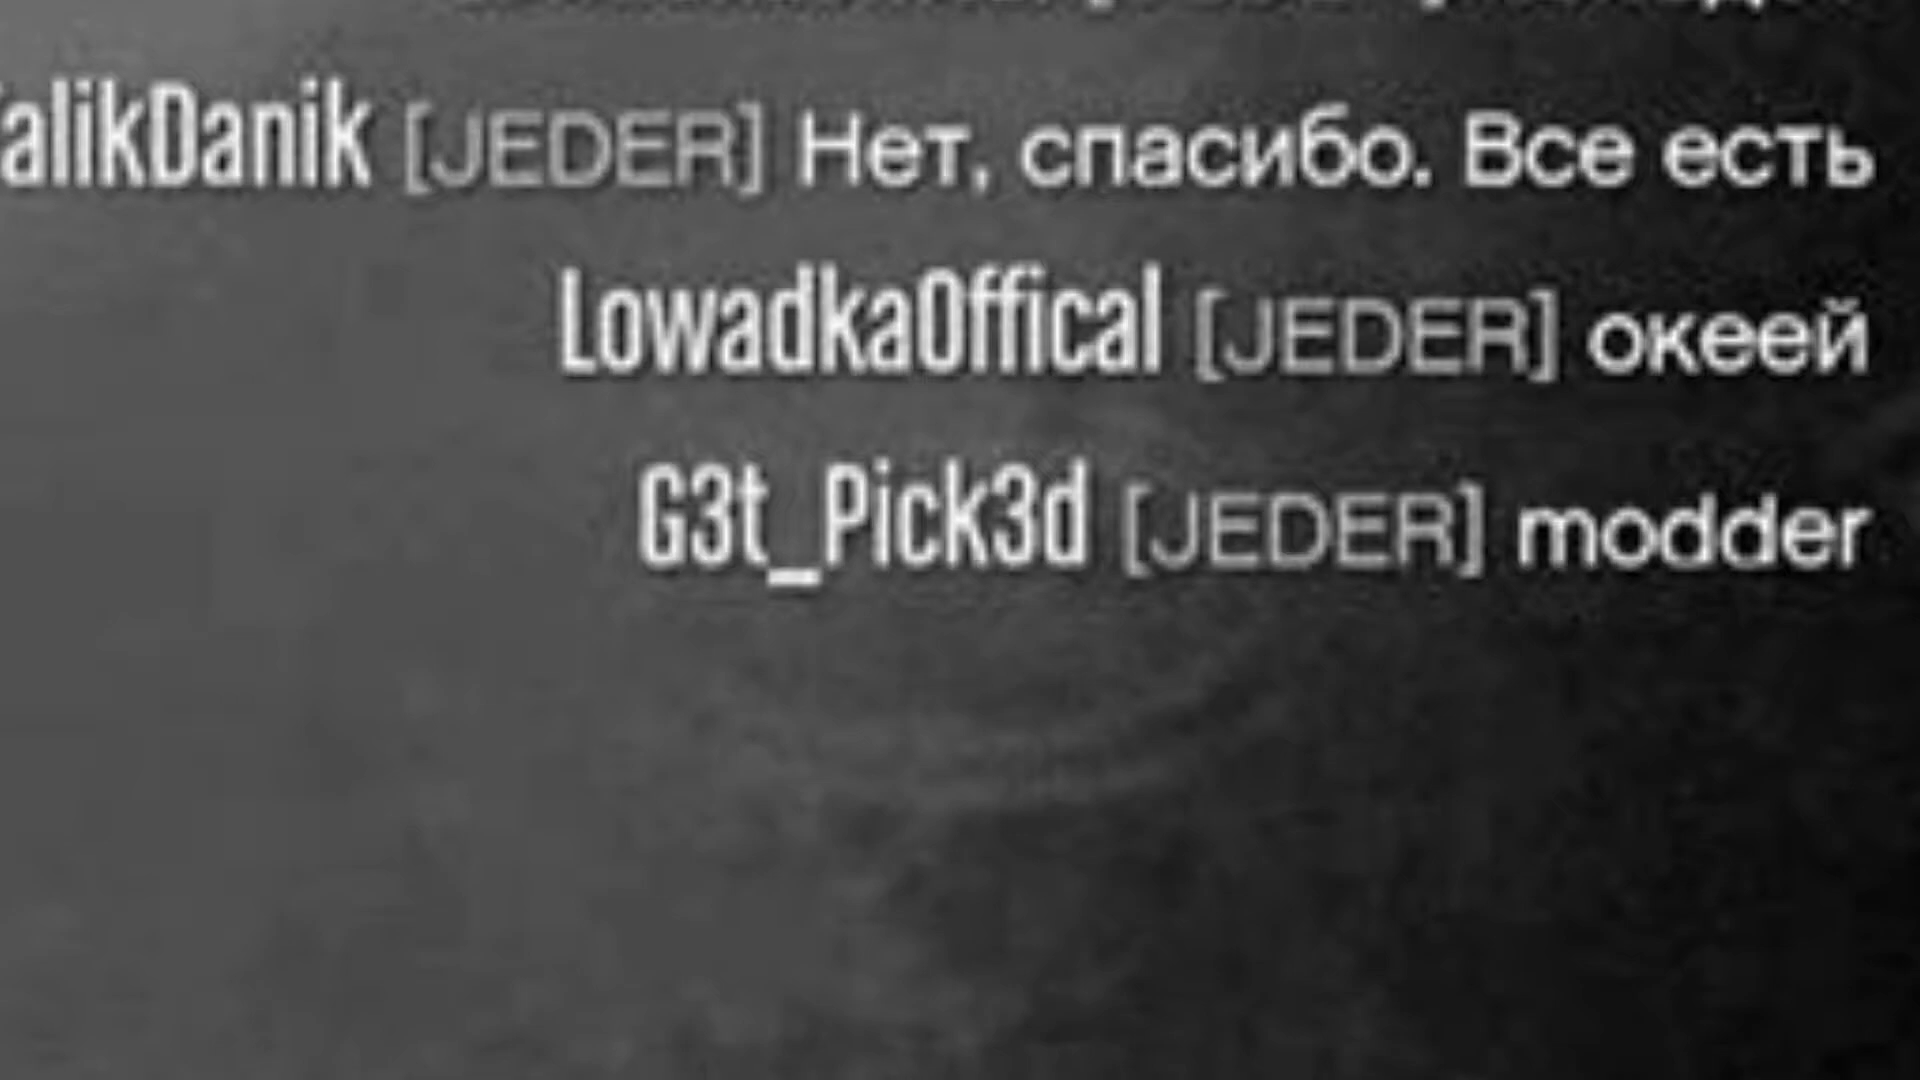 alikDanik [JEDER] Нет, спасибо. Все есть
LowadkaOffical [JEDER] океей
G3t_Pick3d [JEDER] modder